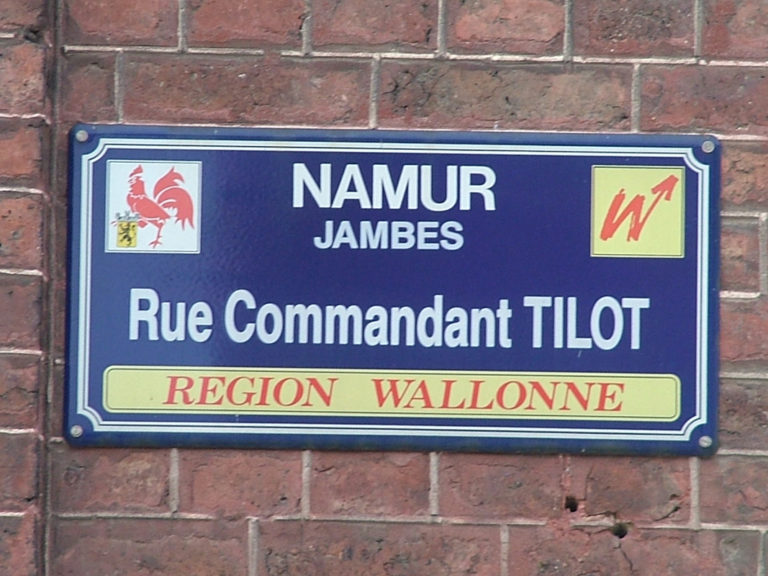 NAMUR
JAMBES
Rue Commandant TILOT
REGION WALLONNE